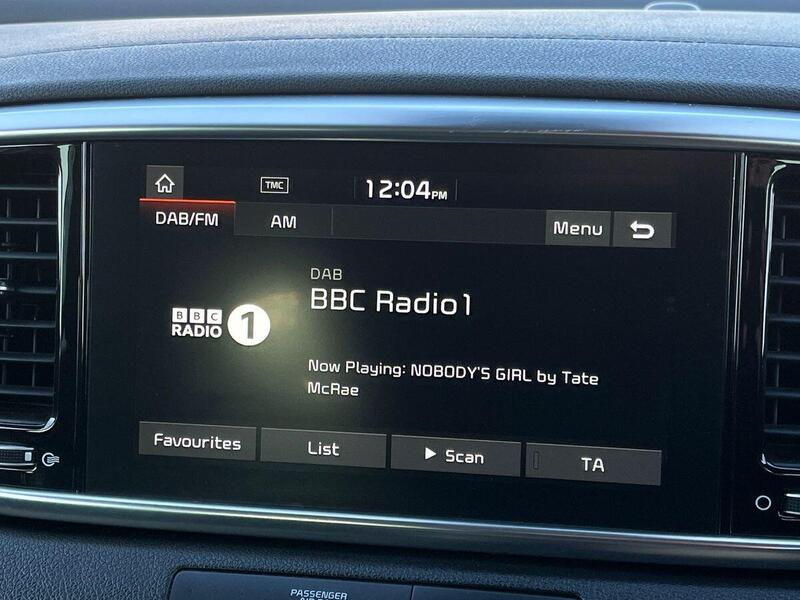 TMC
12:04PM
DAB/FM
AM
Menu
DAB
BBC Radio1
BBC
RADIO 1
Now Playing: NOBODY'S GIRL by Tate
McRae
Favourites
List
Scan
TA
PASSENGER